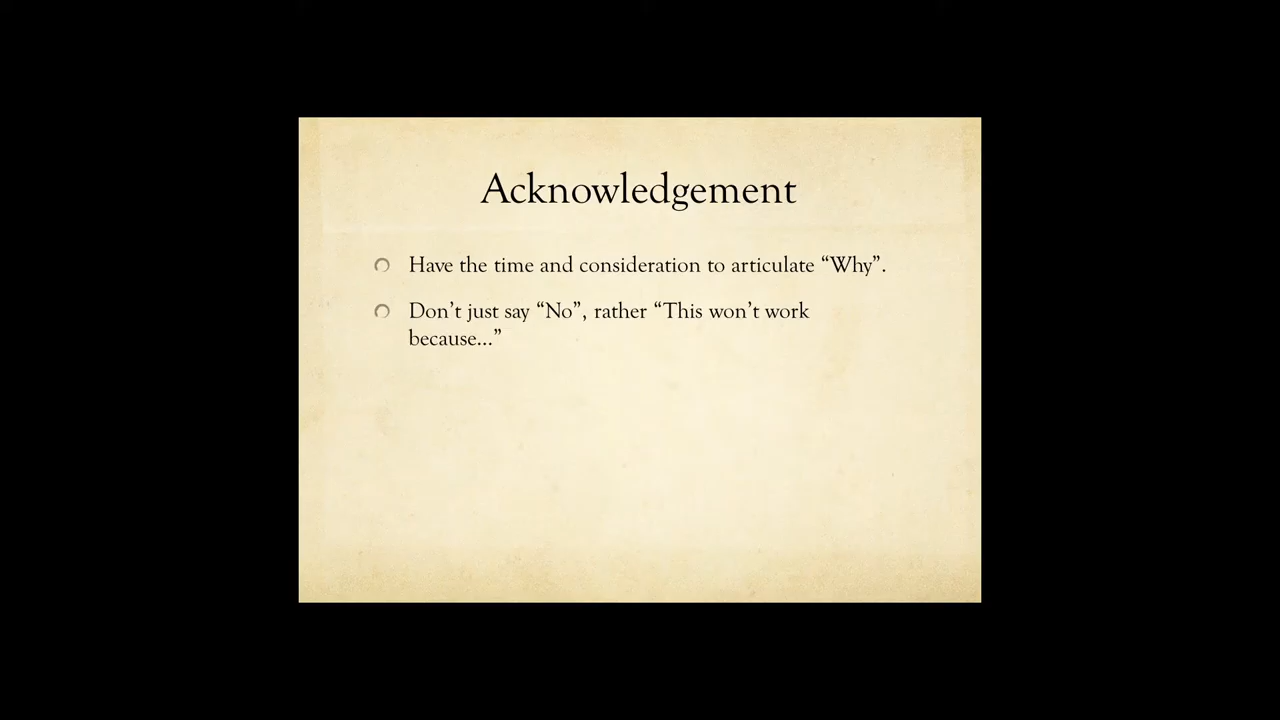 Acknowledgement
Have the time and consideration to articulate “Why”.
Don’t just say “No”, rather “This won’t work
because...”